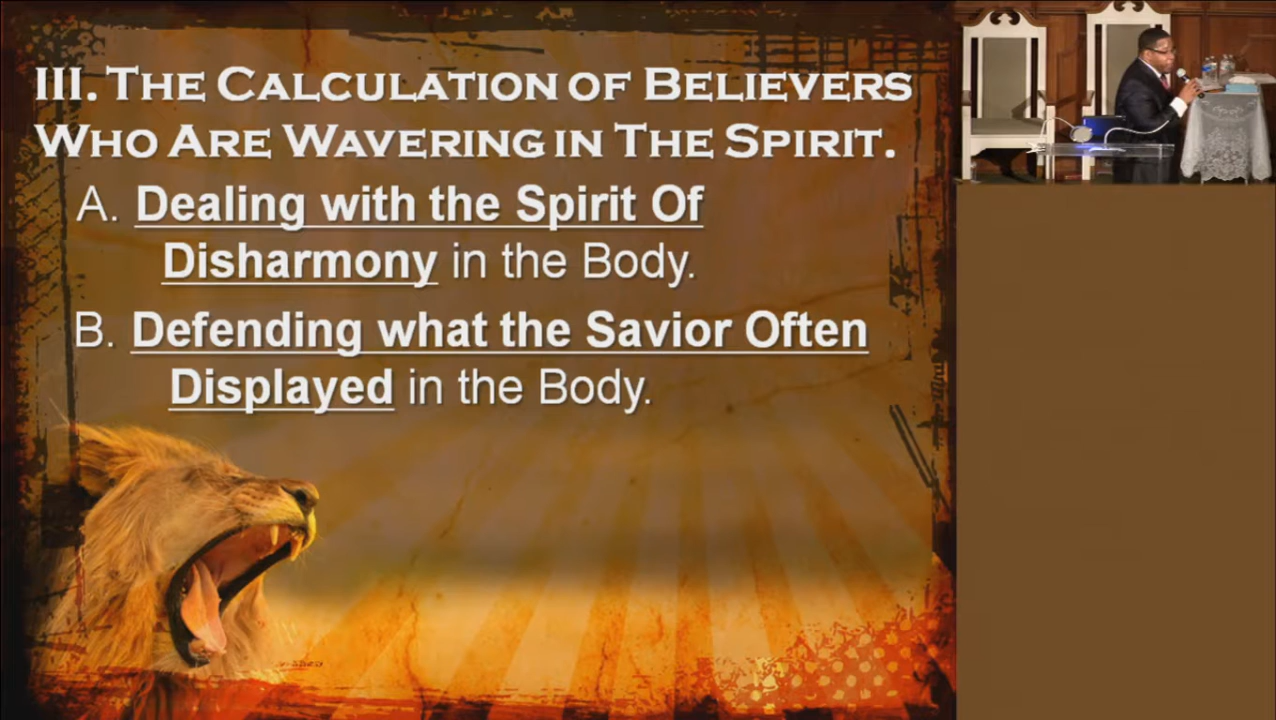 III. THE CALCULATION OF BELIEVERS
WHO ARE WAVERING IN THE SPIRIT.
A. Dealing with the Spirit Of
Disharmony in the Body.
B. Defending what the Savior Often
Displayed in the Body.